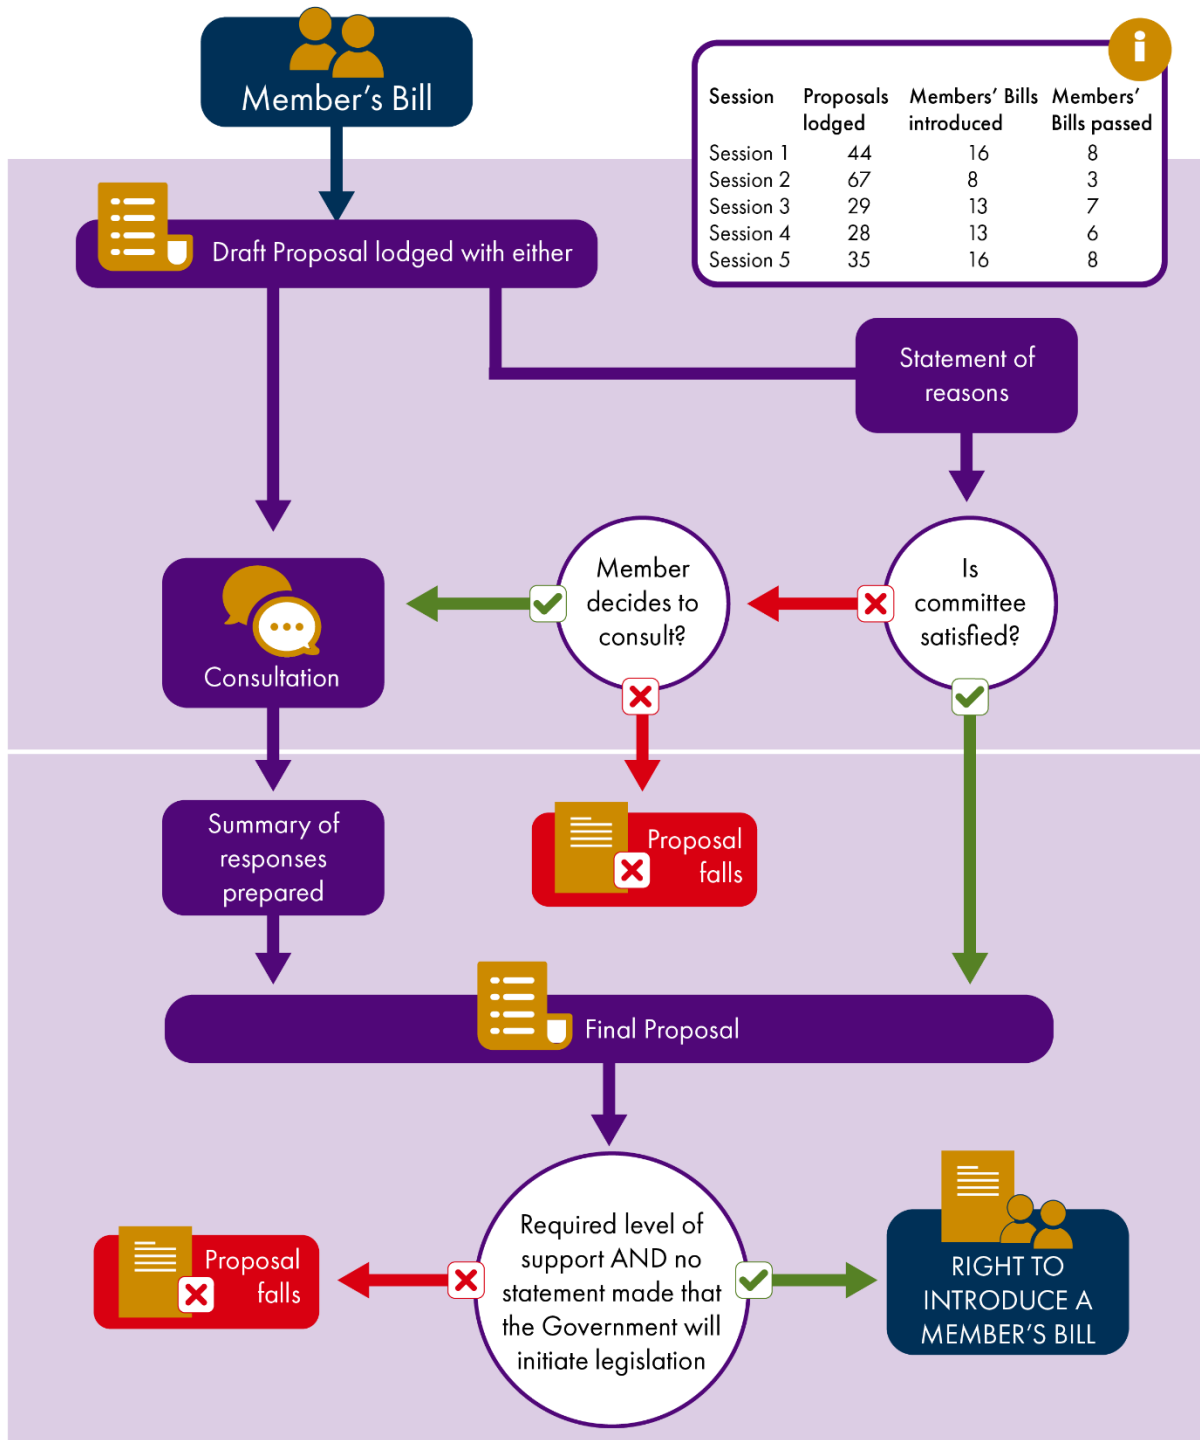 Member's Bill
i
Session Proposals lodged Members' Bills introduced Members' Bills passed
Session 1 44 16 8
Session 2 67 8 3
Session 3 29 13 7
Session 4 28 13 6
Session 5 35 16 8
Draft Proposal lodged with either
Statement of
reasons
Member
decides to
consult?
Is
committee
satisfied?
Consultation
Summary of
responses
prepared
Proposal
falls
Final Proposal
Required level of
support AND no
statement made that
the Government will
initiate legislation
Proposal
falls
RIGHT TO
INTRODUCE A
MEMBER'S BILL